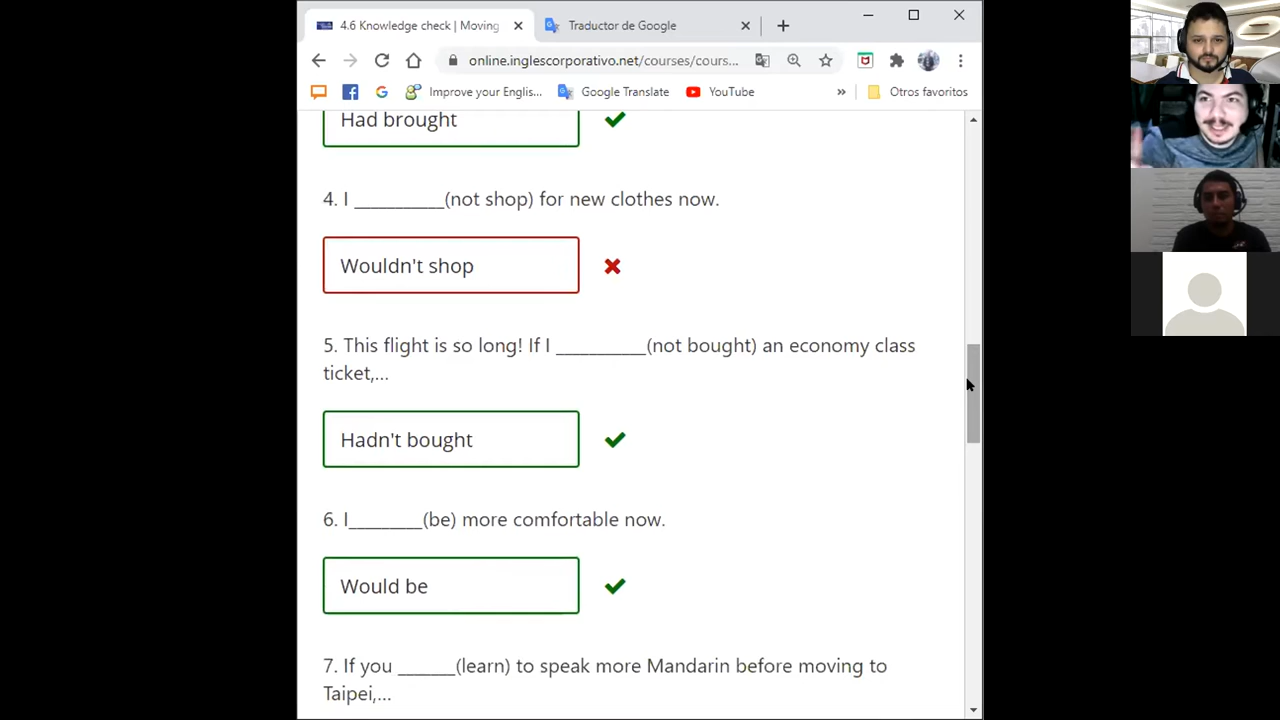 4.6 Knowledge check | Moving
Traductor de Google
online.inglescorporativo.net/courses/cours...
Improve your Englis...
Google Translate
YouTube
»
Otros favoritos
Had brought
4. I __________(not shop) for new clothes now.
Wouldn't shop
5. This flight is so long! If I __________(not bought) an economy class
ticket,...
Hadn't bought
6. I________(be) more comfortable now.
Would be
7. If you ______(learn) to speak more Mandarin before moving to
Taipei,...